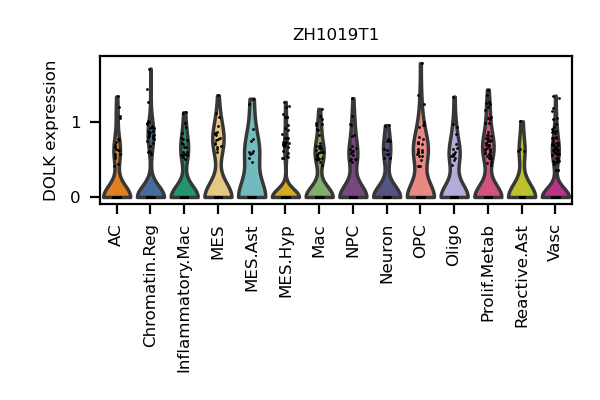 ZH1019T1
DOLK expression
1
0
AC
Chromatin.Reg
Inflammatory.Mac
MES
MES.Ast
MES.Hyp
Mac
NPC
Neuron
OPC
Oligo
Prolif.Metab
Reactive.Ast
Vasc